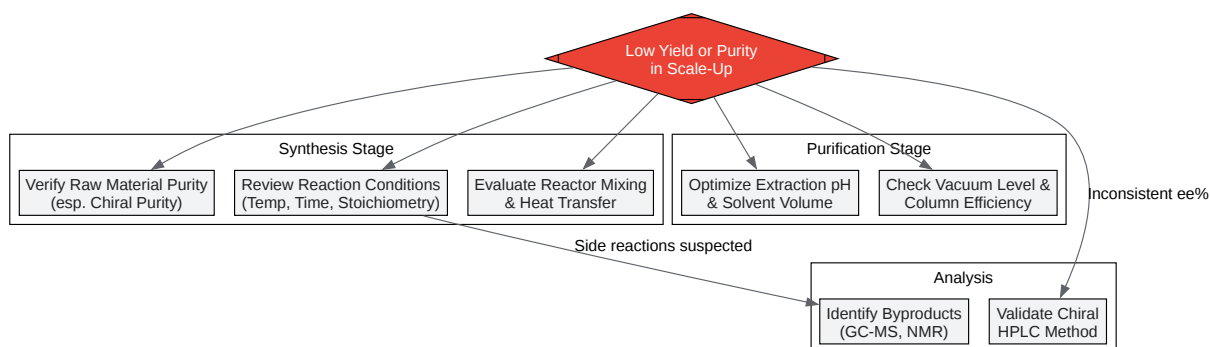 Low Yield or Purity
in Scale-Up
Synthesis Stage
Verify Raw Material Purity
(esp. Chiral Purity)
Review Reaction Conditions
(Temp, Time, Stoichiometry)
Evaluate Reactor Mixing
& Heat Transfer
Purification Stage
Optimize Extraction pH
& Solvent Volume
Check Vacuum Level &
Column Efficiency
Inconsistent ee%
Side reactions suspected
Analysis
Identify Byproducts
(GC-MS, NMR)
Validate Chiral
HPLC Method